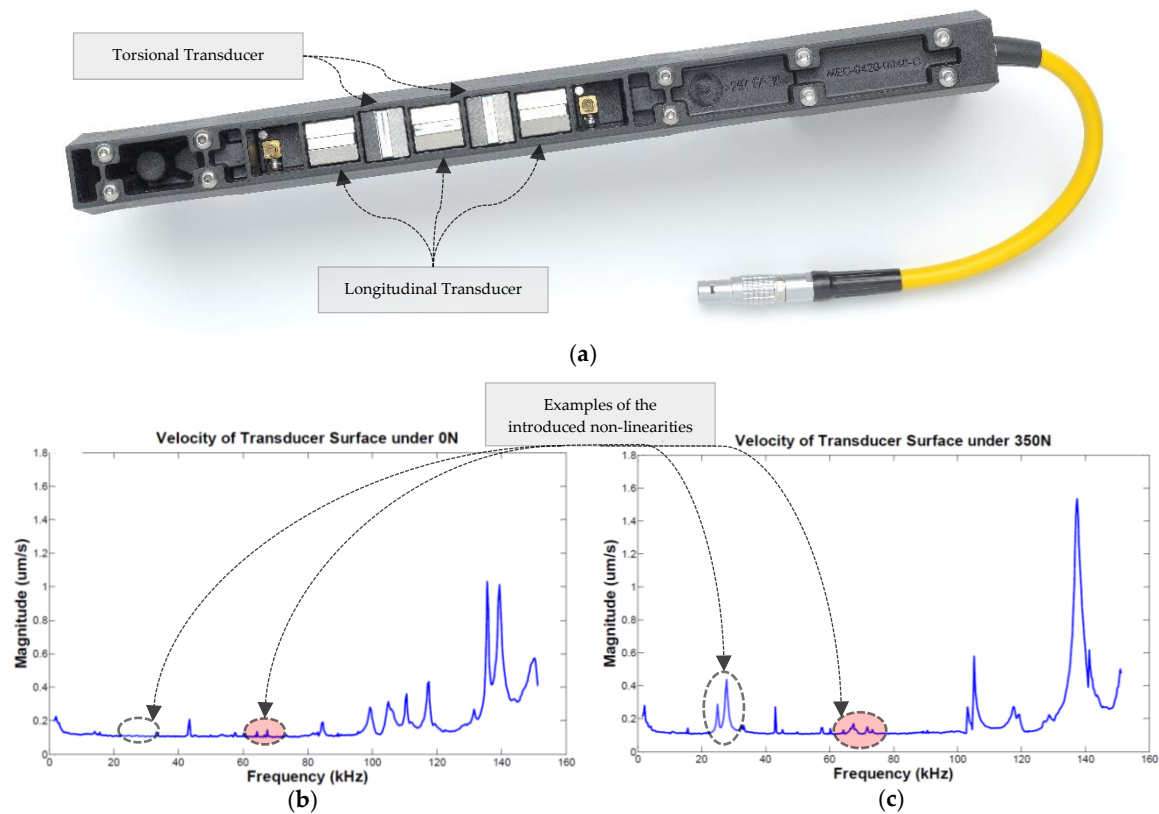 Torsional Transducer
Longitudinal Transducer
(a)
Examples of the
introduced non-linearities
Velocity of Transducer Surface under 0N
Magnitude (um/s)
1.8
1.6
1.4
1.2
1
0.8
0.6
0.4
0.2
0
0 20 40 60 80 100 120 140 160
Frequency (kHz)
(b)
Velocity of Transducer Surface under 350N
Magnitude (um/s)
1.8
1.6
1.4
1.2
1
0.8
0.6
0.4
0.2
0
0 20 40 60 80 100 120 140 160
Frequency (kHz)
(c)